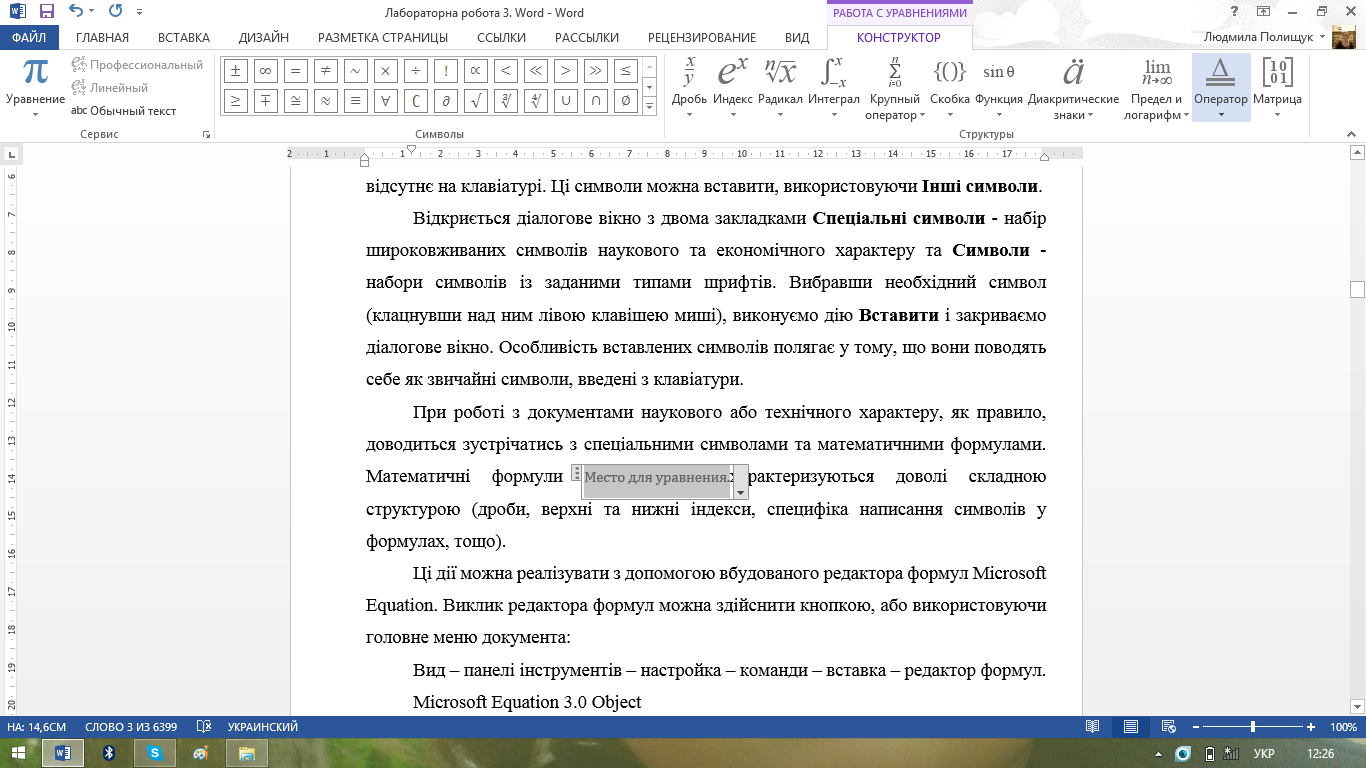 Лабораторна робота 3. Word - Word
РАБОТА С УРАВНЕНИЯМИ
ФАЙЛ ГЛАВНАЯ ВСТАВКА ДИЗАЙН РАЗМЕТКА СТРАНИЦЫ ССЫЛКИ РАССЫЛКИ РЕЦЕНЗИРОВАНИЕ ВИД КОНСТРУКТОР Людмила Полищук
π Уравнение
Профессиональный
Линейный
abc Обычный текст
Сервис
± ∞ = ≠ ~ × ÷ ! ∝ < ≪ > ≫ ≤
≥ ∓ ≅ ≈ ≡ ∀ ∁ ∂ √ ∛ ∜ ∪ ∩ ∅
Символы
Дробь Индекс Радикал Интеграл Крупный оператор Скобка Функция Диакритические знаки Предел и логарифм Оператор Матрица
Структуры
відсутнє на клавіатурі. Ці символи можна вставити, використовуючи Інші символи.
Відкриється діалогове вікно з двома закладками Спеціальні символи - набір
широковживаних символів наукового та економічного характеру та Символи -
набори символів із заданими типами шрифтів. Вибравши необхідний символ
(клацнувши над ним лівою клавішею миші), виконуємо дію Вставити і закриваємо
діалогове вікно. Особливість вставлених символів полягає у тому, що вони поводять
себе як звичайні символи, введені з клавіатури.
При роботі з документами наукового або технічного характеру, як правило,
доводиться зустрічатись з спеціальними символами та математичними формулами.
Математичні формули Место для уравнения. характеризуються доволі складною
структурою (дроби, верхні та нижні індекси, специфіка написання символів у
формулах, тощо).
Ці дії можна реалізувати з допомогою вбудованого редактора формул Microsoft
Equation. Виклик редактора формул можна здійснити кнопкою, або використовуючи
головне меню документа:
Вид – панелі інструментів – настройка – команди – вставка – редактор формул.
Microsoft Equation 3.0 Object
НА: 14,6СМ СЛОВО 3 ИЗ 6399 УКРАИНСКИЙ 100%
УКР 12:26